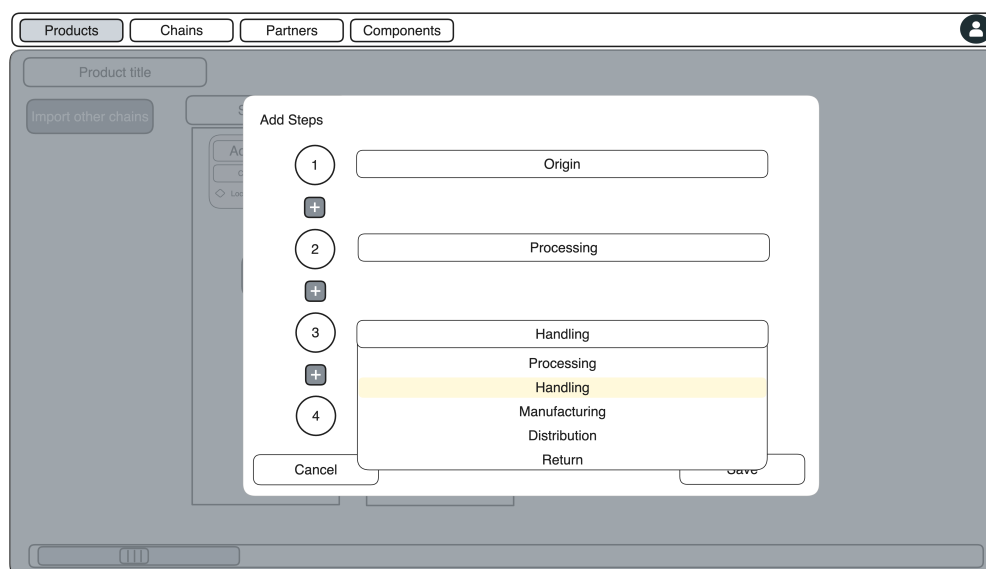 Products Chains Partners Components
Product title
Import other chains
Add Steps
1 Origin
2 Processing
3 Handling
Processing
Handling
Manufacturing
4
Distribution
Return
Cancel Save